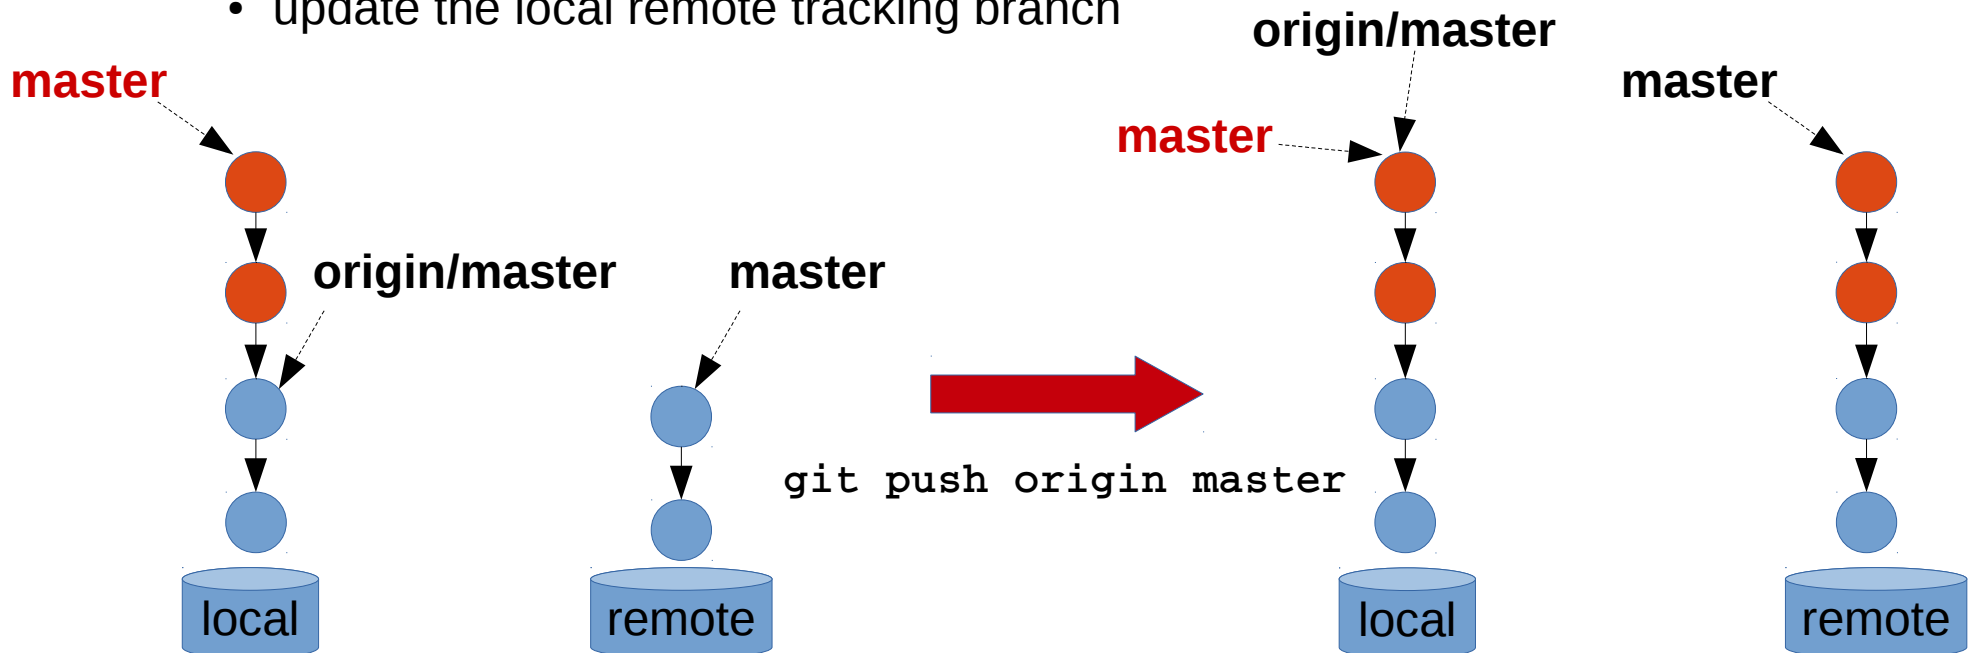 • update the local remote tracking branch
origin/master
master
master
master
origin/master
master
git push origin master
local
remote
local
remote